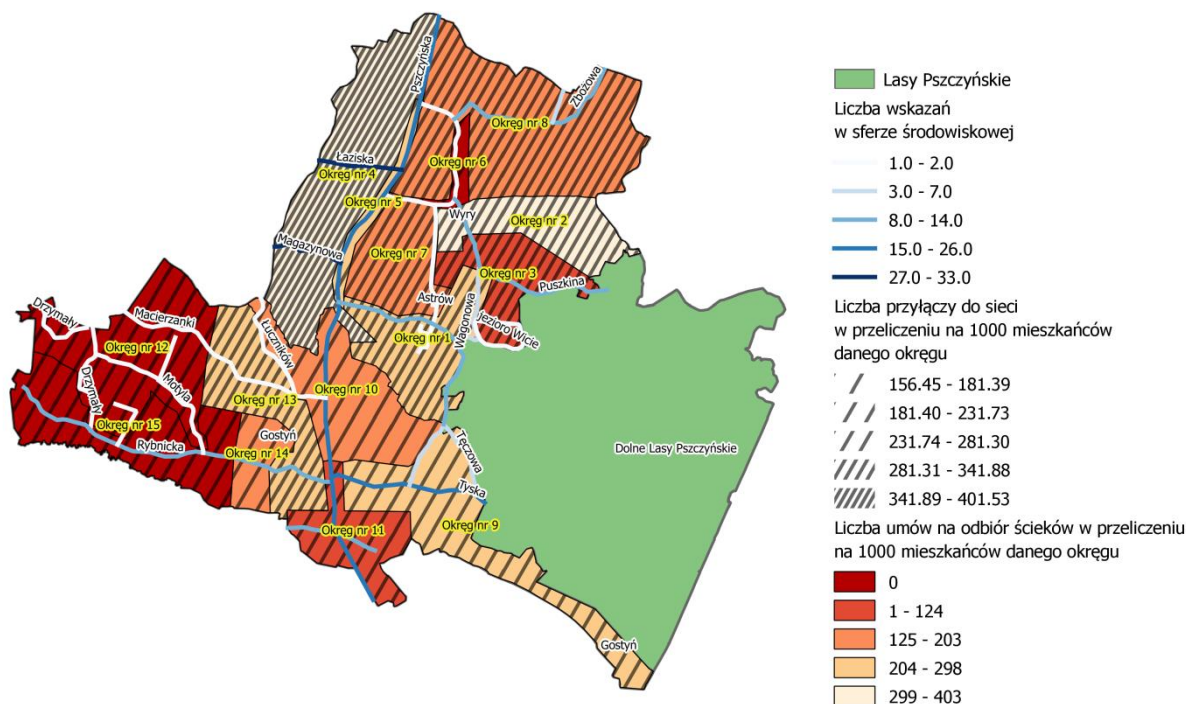 Pszczyńska
Zbożowa
Okręg nr 8
Łaziska
Okręg nr 4
Okręg nr 6
Okręg nr 5
Wyry
Okręg nr 2
Magazynowa
Okręg nr 7
Okręg nr 3
Puszkina
Astrów
Wagonowa
Jezioro Wicie
Okręg nr 1
Drzymały
Macierzanki
Łuczników
Okręg nr 12
Motyla
Drzymały
Okręg nr 10
Okręg nr 13
Okręg nr 15
Rybnicka
Gostyń
Okręg nr 14
Tęczowa
Dolne Lasy Pszczyńskie
Tyska
Okręg nr 9
Okręg nr 11
Gostyń
Lasy Pszczyńskie
Liczba wskazań
w sferze środowiskowej
1.0 - 2.0
3.0 - 7.0
8.0 - 14.0
15.0 - 26.0
27.0 - 33.0
Liczba przyłączy do sieci
w przeliczeniu na 1000 mieszkańców
danego okręgu
156.45 - 181.39
181.40 - 231.73
231.74 - 281.30
281.31 - 341.88
341.89 - 401.53
Liczba umów na odbiór ścieków w przeliczeniu
na 1000 mieszkańców danego okręgu
0
1 - 124
125 - 203
204 - 298
299 - 403